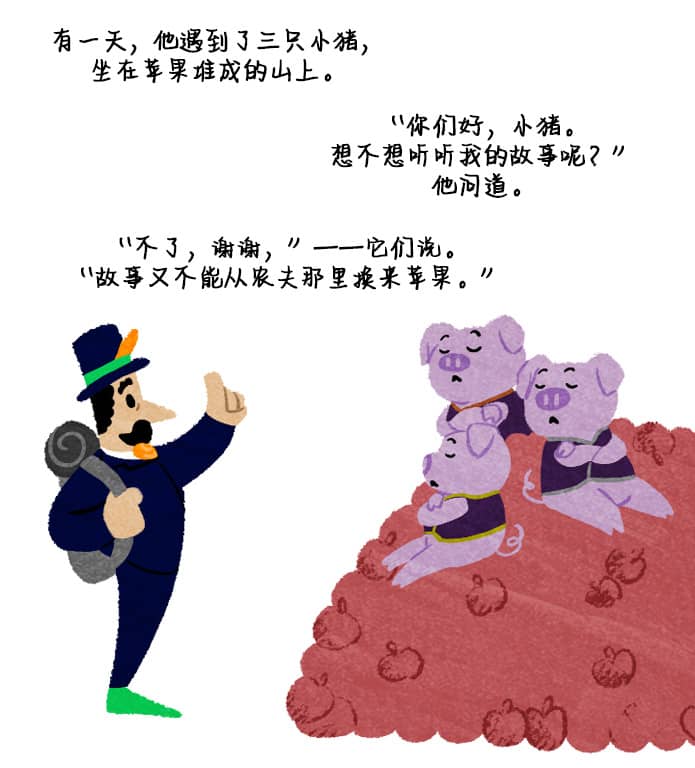 有一天，他遇到了三只小猪，
坐在苹果堆成的山上。
“你们好，小猪。
想不想听听我的故事呢？”
他问道。
“不了，谢谢，”——它们说。
“故事又不能从农夫那里换来苹果。”